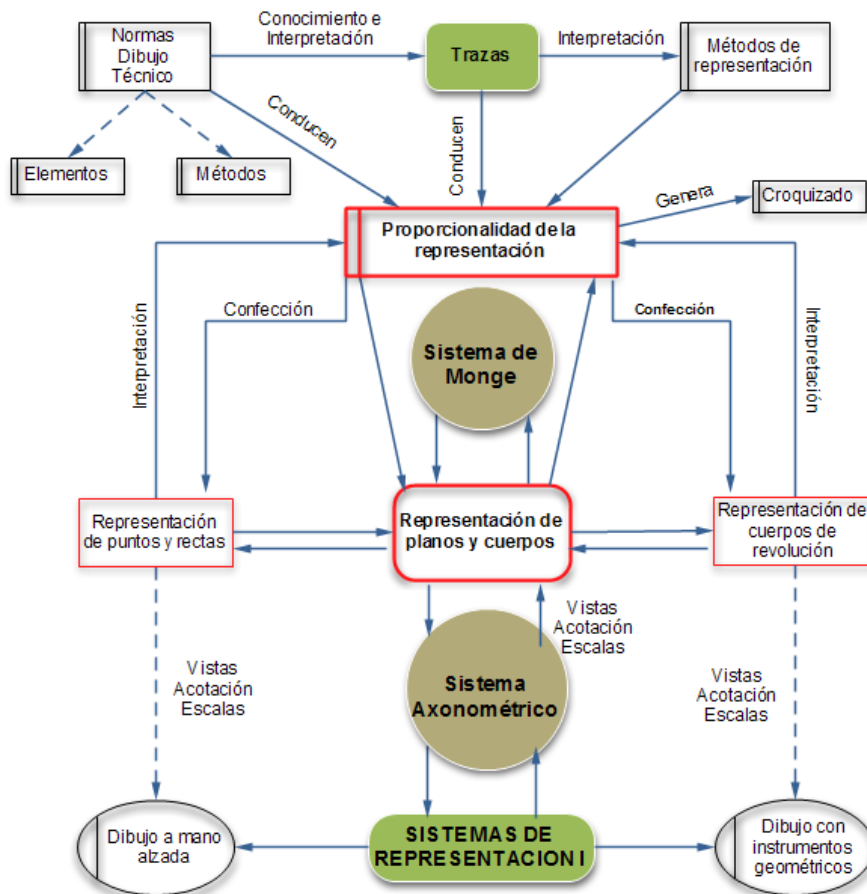 Normas
Dibujo
Técnico
Conocimiento e
Interpretación
Trazas
Interpretación
Métodos de
representación
Elementos
Métodos
Conducen
Conducen
Genera
Croquizado
Proporcionalidad de la
representación
Interpretación
Confección
Sistema de
Monge
Confección
Interpretación
Representación
de puntos y rectas
Representación de
planos y cuerpos
Representación de
cuerpos de
revolución
Vistas
Acotación
Escalas
Vistas
Acotación
Escalas
Sistema
Axonométrico
Vistas
Acotación
Escalas
Dibujo a mano
alzada
SISTEMAS DE
REPRESENTACION I
Dibujo con
instrumentos
geométricos